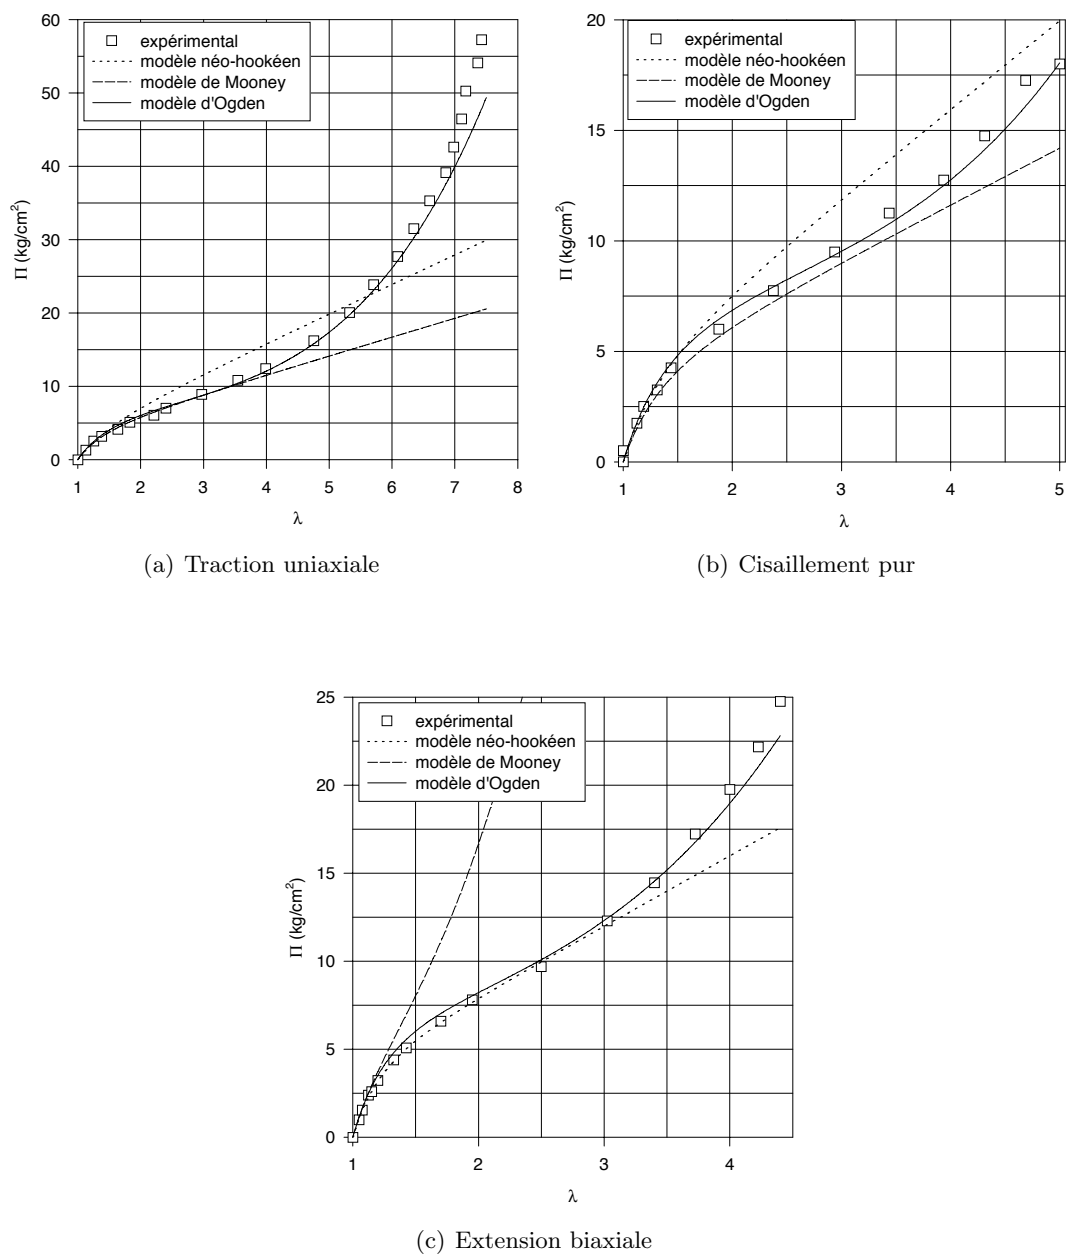 60
50
40
30
20
10
0
Π (kg/cm²)
expérimental
modèle néo-hookéen
modèle de Mooney
modèle d'Ogden
1 2 3 4 5 6 7 8
λ
(a) Traction uniaxiale
20
15
10
5
0
Π (kg/cm²)
expérimental
modèle néo-hookéen
modèle de Mooney
modèle d'Ogden
1 2 3 4 5
λ
(b) Cisaillement pur
25
20
15
10
5
0
Π (kg/cm²)
expérimental
modèle néo-hookéen
modèle de Mooney
modèle d'Ogden
1 2 3 4
λ
(c) Extension biaxiale